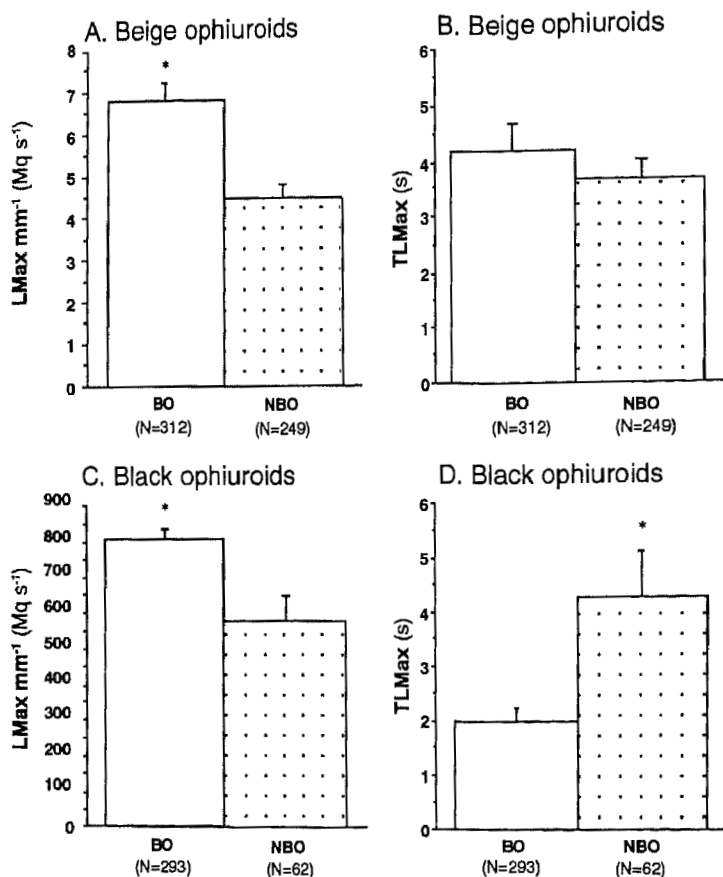 A. Beige ophiuroids
LMax mm⁻¹ (Mq s⁻¹)
8
7
6
5
4
3
2
1
0
*
BO
NBO
(N=312)
(N=249)
B. Beige ophiuroids
TLMax (s)
6
5
4
3
2
1
0
BO
NBO
(N=312)
(N=249)
C. Black ophiuroids
LMax mm⁻¹ (Mq s⁻¹)
900
800
700
600
500
400
300
200
100
0
*
BO
NBO
(N=293)
(N=62)
D. Black ophiuroids
TLMax (s)
6
5
4
3
2
1
0
*
BO
NBO
(N=293)
(N=62)